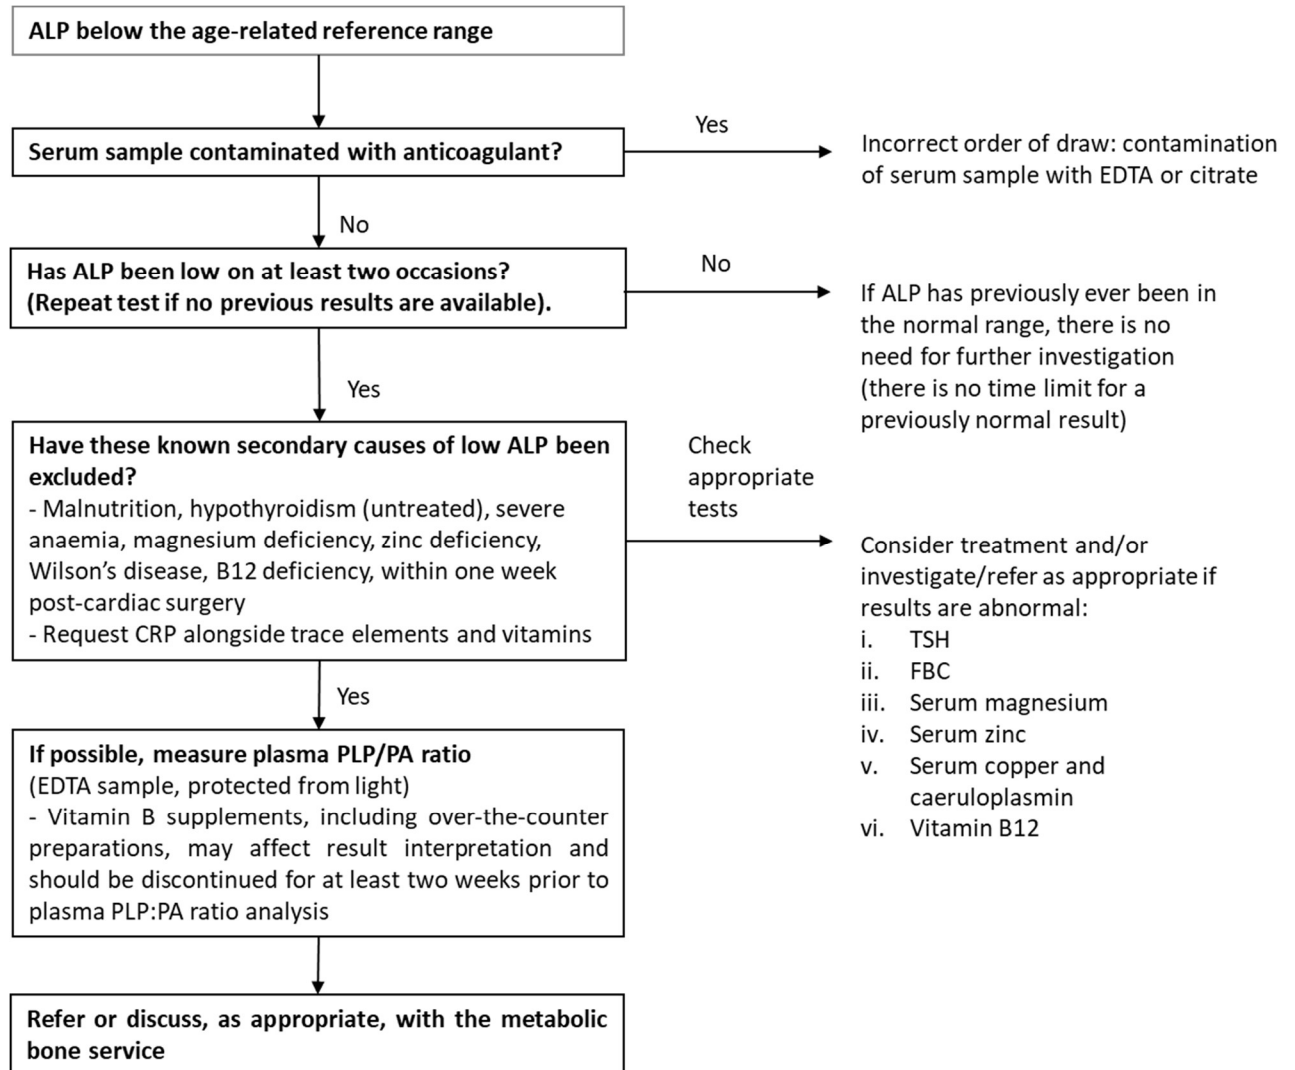 ALP below the age-related reference range
Serum sample contaminated with anticoagulant?
Yes
Incorrect order of draw: contamination
of serum sample with EDTA or citrate
No
Has ALP been low on at least two occasions?
(Repeat test if no previous results are available).
No
If ALP has previously ever been in
the normal range, there is no
need for further investigation
(there is no time limit for a
previously normal result)
Yes
Have these known secondary causes of low ALP been
excluded?
- Malnutrition, hypothyroidism (untreated), severe
anaemia, magnesium deficiency, zinc deficiency,
Wilson's disease, B12 deficiency, within one week
post-cardiac surgery
- Request CRP alongside trace elements and vitamins
Check
appropriate
tests
Consider treatment and/or
investigate/refer as appropriate if
results are abnormal:
i. TSH
ii. FBC
iii. Serum magnesium
iv. Serum zinc
v. Serum copper and
caeruloplasmin
vi. Vitamin B12
Yes
If possible, measure plasma PLP/PA ratio
(EDTA sample, protected from light)
- Vitamin B supplements, including over-the-counter
preparations, may affect result interpretation and
should be discontinued for at least two weeks prior to
plasma PLP:PA ratio analysis
Refer or discuss, as appropriate, with the metabolic
bone service